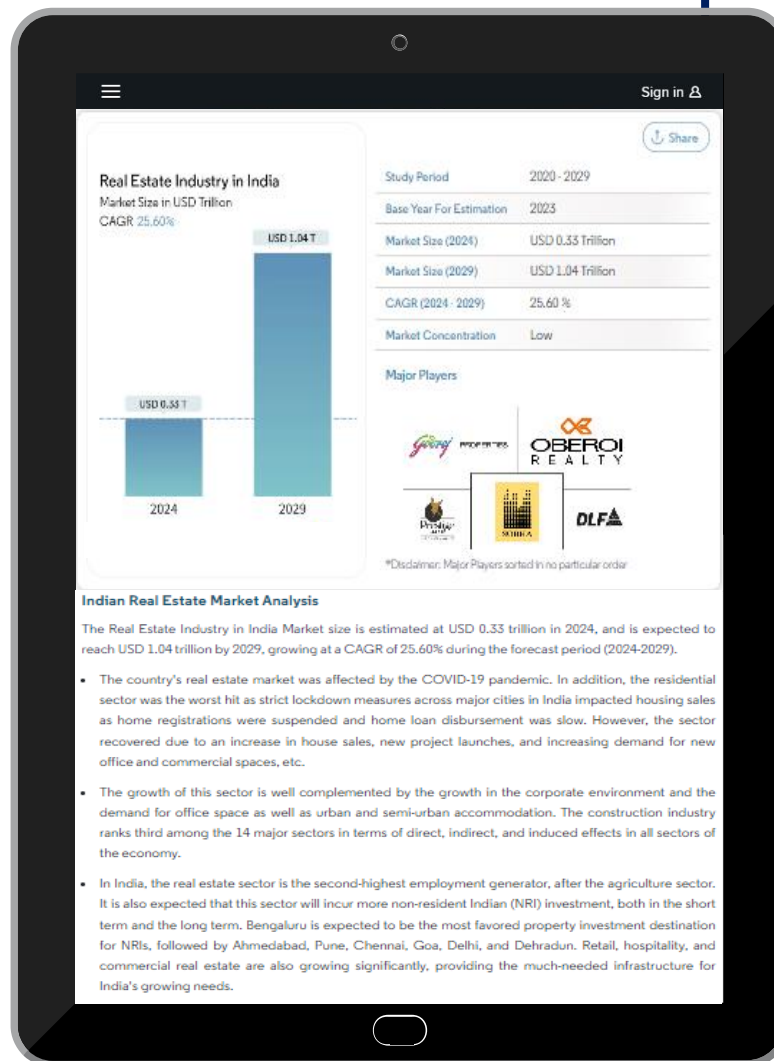 Sign in
Share
Real Estate Industry in India
Market Size in USD Trillion
CAGR 25.60%
USD 1.04 T
USD 0.33 T
2024
2029
Study Period 2020 - 2029
Base Year For Estimation 2023
Market Size (2024) USD 0.33 Trillion
Market Size (2029) USD 1.04 Trillion
CAGR (2024 - 2029) 25.60 %
Market Concentration Low
Major Players
Godrej PROPERTIES
OBEROI
REALTY
Prestige
SOBHA
DLF
*Disclaimer: Major Players sorted in no particular order
Indian Real Estate Market Analysis
The Real Estate Industry in India Market size is estimated at USD 0.33 trillion in 2024, and is expected to
reach USD 1.04 trillion by 2029, growing at a CAGR of 25.60% during the forecast period (2024-2029).
• The country's real estate market was affected by the COVID-19 pandemic. In addition, the residential
sector was the worst hit as strict lockdown measures across major cities in India impacted housing sales
as home registrations were suspended and home loan disbursement was slow. However, the sector
recovered due to an increase in house sales, new project launches, and increasing demand for new
office and commercial spaces, etc.
• The growth of this sector is well complemented by the growth in the corporate environment and the
demand for office space as well as urban and semi-urban accommodation. The construction industry
ranks third among the 14 major sectors in terms of direct, indirect, and induced effects in all sectors of
the economy.
• In India, the real estate sector is the second-highest employment generator, after the agriculture sector.
It is also expected that this sector will incur more non-resident Indian (NRI) investment, both in the short
term and the long term. Bengaluru is expected to be the most favored property investment destination
for NRIs, followed by Ahmedabad, Pune, Chennai, Goa, Delhi, and Dehradun. Retail, hospitality, and
commercial real estate are also growing significantly, providing the much-needed infrastructure for
India's growing needs.